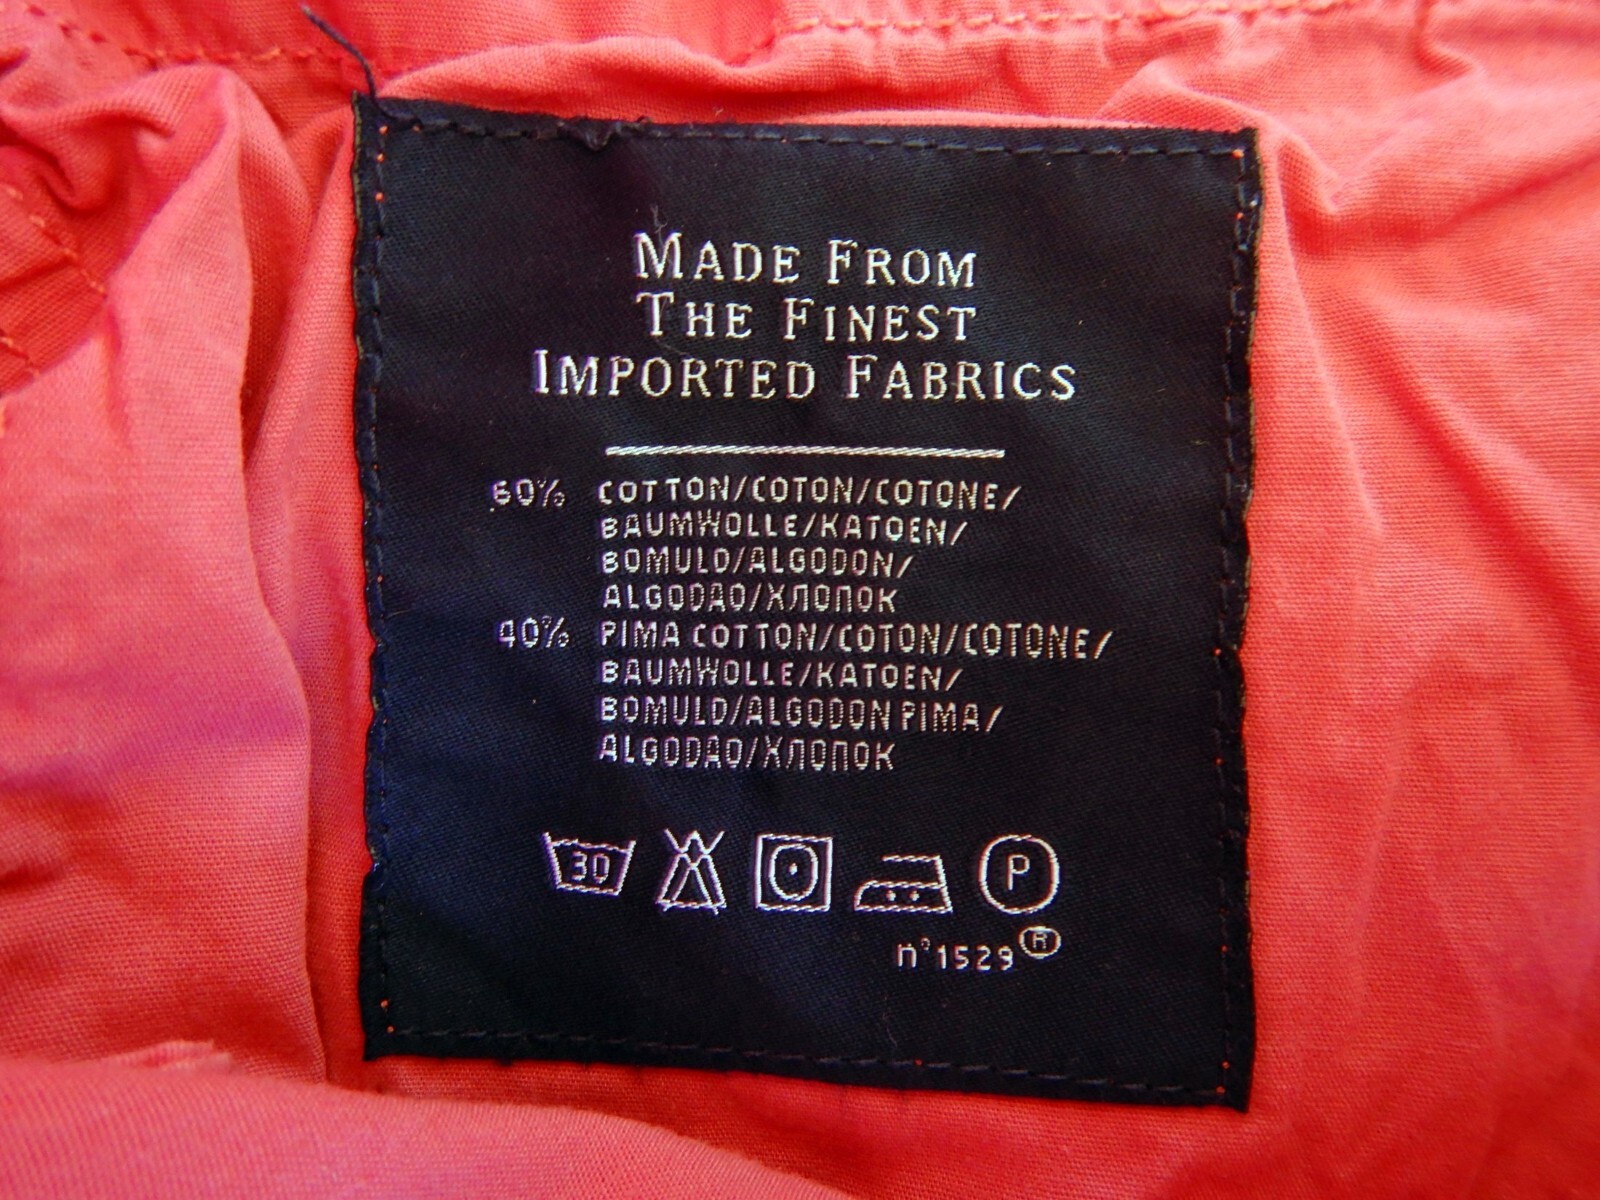 MADE FROM
THE FINEST
IMPORTED FABRICS
60% COTTON/COTON/COTONE/
BAUMWOLLE/KATOEN/
BOMULD/ALGODON/
ALGODAO/ХЛОПОК
40% PIMA COTTON/COTON/COTONE/
BAUMWOLLE/KATOEN/
BOMULD/ALGODON PIMA/
ALGODAO/ХЛОПОК
30 P
n°1529 ®